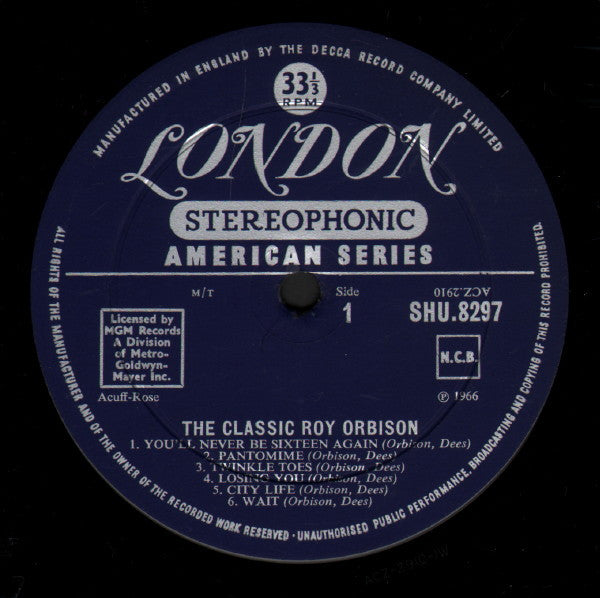 MANUFACTURED IN ENGLAND BY THE DECCA RECORD COMPANY LIMITED
33⅓
RPM
LONDON
STEREOPHONIC
AMERICAN SERIES
M/T
Side
1
ACZ.2910
SHU.8297
Licensed by
MGM Records
A Division
of Metro-
Goldwyn-
Mayer Inc.
N.C.B.
Acuff-Rose
℗ 1966
THE CLASSIC ROY ORBISON
1. YOU'LL NEVER BE SIXTEEN AGAIN (Orbison, Dees)
2. PANTOMIME (Orbison, Dees)
3. TWINKLE TOES (Orbison, Dees)
4. LOSING YOU (Orbison, Dees)
5. CITY LIFE (Orbison, Dees)
6. WAIT (Orbison, Dees)
ALL RIGHTS OF THE MANUFACTURER AND OF THE OWNER OF THE RECORDED WORK RESERVED · UNAUTHORISED PUBLIC PERFORMANCE, BROADCASTING AND COPYING OF THIS RECORD PROHIBITED.